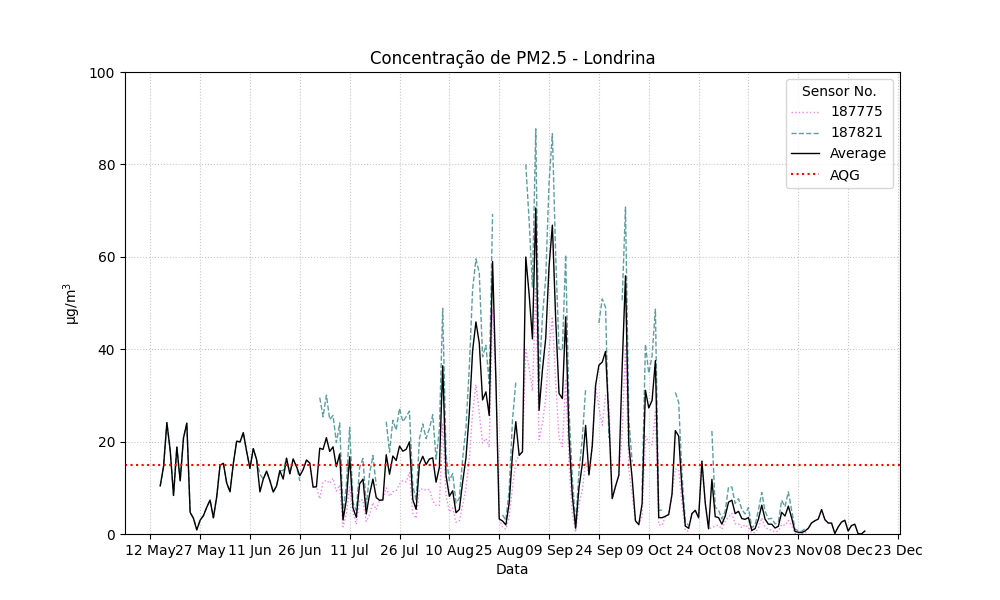 Concentração de PM2.5 - Londrina
Sensor No.
187775
187821
Average
AQG
100
80
60
40
20
0
µg/m³
12 May 27 May 11 Jun 26 Jun 11 Jul 26 Jul 10 Aug 25 Aug 09 Sep 24 Sep 09 Oct 24 Oct 08 Nov 23 Nov 08 Dec 23 Dec
Data